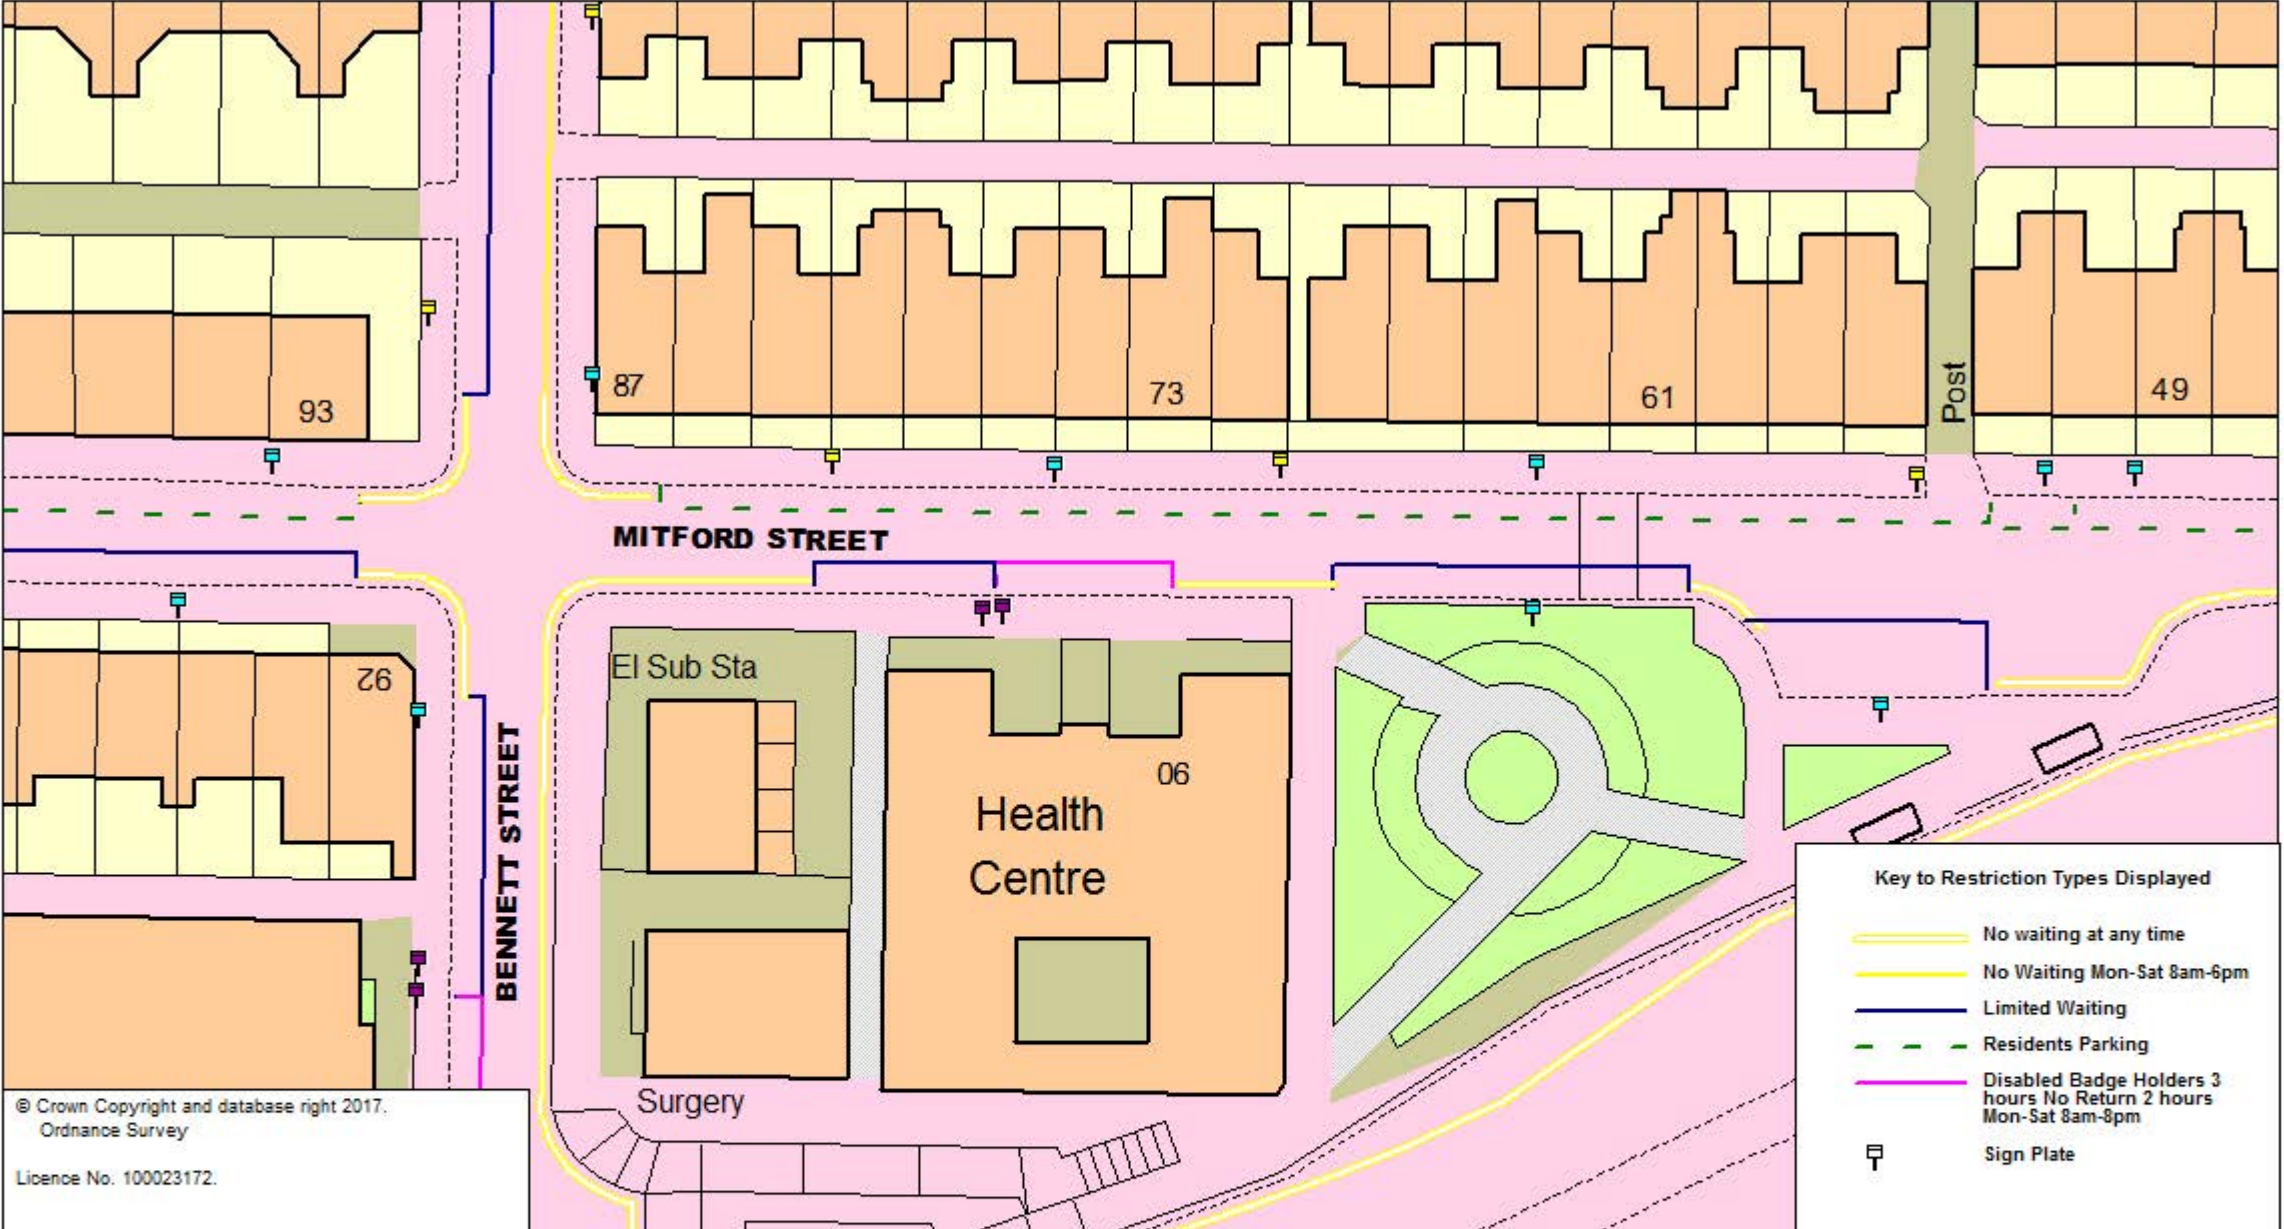 93
87
73
61
Post
49
MITFORD STREET
92
El Sub Sta
90
Health
Centre
BENNETT STREET
Surgery
Key to Restriction Types Displayed
No waiting at any time
No Waiting Mon-Sat 8am-6pm
Limited Waiting
Residents Parking
Disabled Badge Holders 3
hours No Return 2 hours
Mon-Sat 8am-8pm
Sign Plate
© Crown Copyright and database right 2017.
Ordnance Survey
Licence No. 100023172.